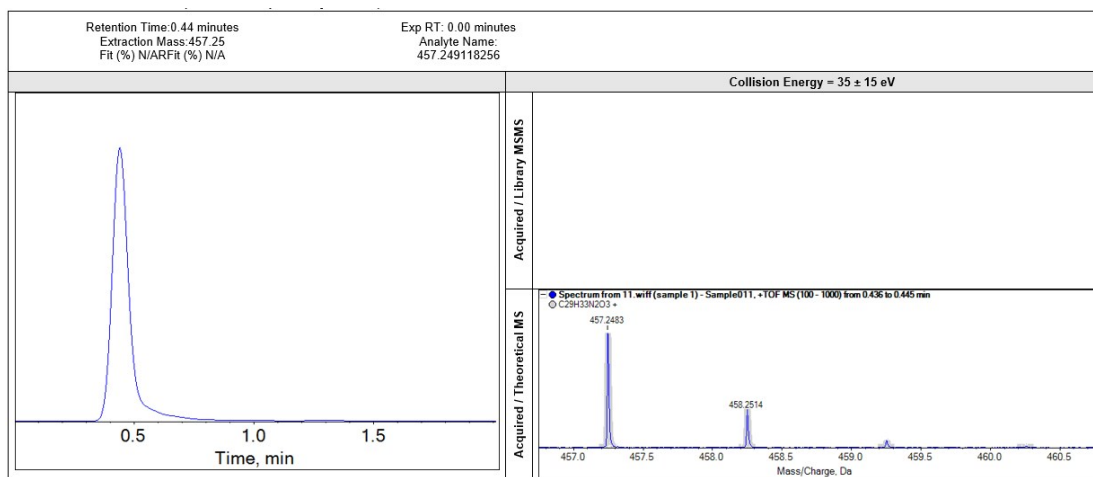 Retention Time:0.44 minutes
Extraction Mass:457.25
Fit (%) N/ARFit (%) N/A
Exp RT: 0.00 minutes
Analyte Name:
457.249118256
Collision Energy = 35 ± 15 eV
0.5 1.0 1.5
Time, min
Acquired / Library MSMS
Acquired / Theoretical MS
Spectrum from 11.wiff (sample 1) - Sample011, +TOF MS (100 - 1000) from 0.436 to 0.445 min
C29H33N2O3 +
457.2483
458.2514
457.0 457.5 458.0 458.5 459.0 459.5 460.0 460.5
Mass/Charge, Da